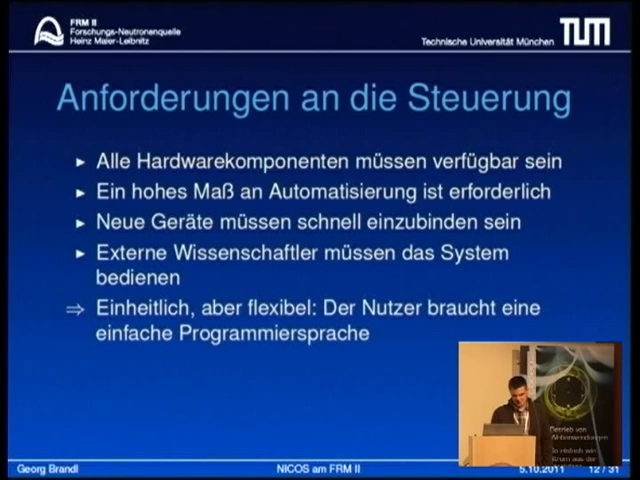 FRM II
Forschungs-Neutronenquelle
Heinz Maier-Leibnitz
Technische Universität München
TUM
Anforderungen an die Steuerung
▸ Alle Hardwarekomponenten müssen verfügbar sein
▸ Ein hohes Maß an Automatisierung ist erforderlich
▸ Neue Geräte müssen schnell einzubinden sein
▸ Externe Wissenschaftler müssen das System
bedienen
⇒ Einheitlich, aber flexibel: Der Nutzer braucht eine
einfache Programmiersprache
Betrieb von
Georg Brandl
NICOS am FRM II
5.10.2011
12 / 31